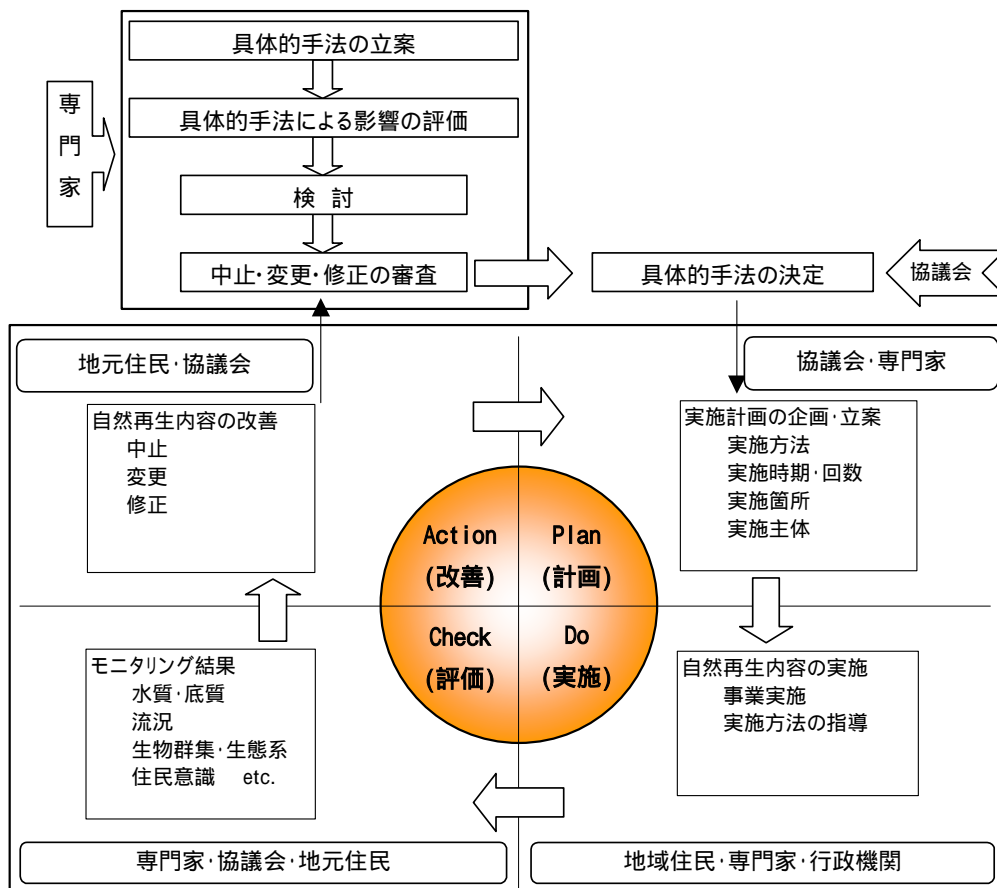 具体的手法の立案
専門家
具体的手法による影響の評価
検 討
中止・変更・修正の審査
具体的手法の決定
協議会
地元住民・協議会
協議会・専門家
自然再生内容の改善
中止
変更
修正
実施計画の企画・立案
実施方法
実施時期・回数
実施箇所
実施主体
Action
(改善)
Plan
(計画)
Check
(評価)
Do
(実施)
モニタリング結果
水質・底質
流況
生物群集・生態系
住民意識 etc.
自然再生内容の実施
事業実施
実施方法の指導
専門家・協議会・地元住民
地域住民・専門家・行政機関